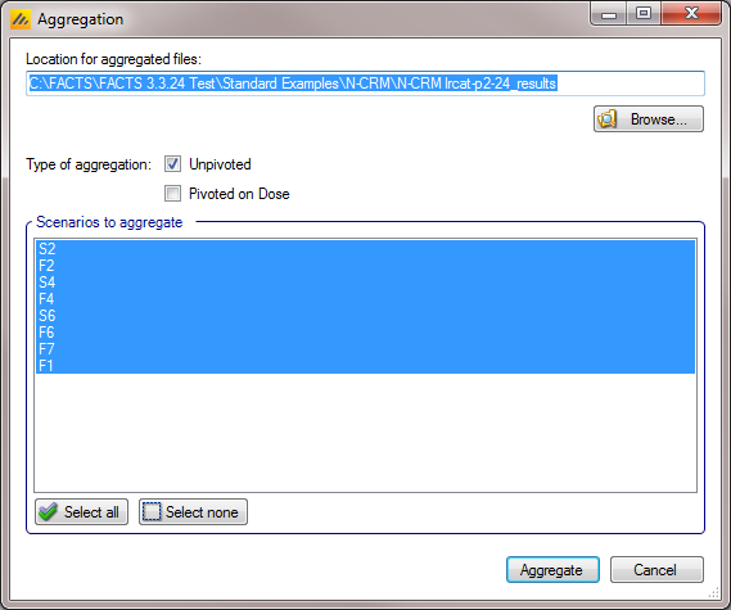 Aggregation
Location for aggregated files:
C:\FACTS\FACTS 3.3.24 Test\Standard Examples\N-CRM\N-CRM lrcat-p2-24_results
Browse...
Type of aggregation: Unpivoted
Pivoted on Dose
Scenarios to aggregate
S2
F2
S4
F4
S6
F6
F7
F1
Select all Select none
Aggregate Cancel